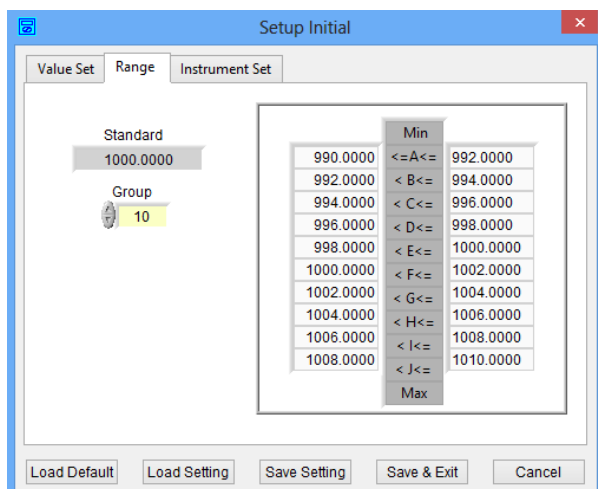 Setup Initial
Value Set Range Instrument Set
Standard
1000.0000
Group
10
Min
990.0000 <=A<= 992.0000
992.0000 < B<= 994.0000
994.0000 < C<= 996.0000
996.0000 < D<= 998.0000
998.0000 < E<= 1000.0000
1000.0000 < F<= 1002.0000
1002.0000 < G<= 1004.0000
1004.0000 < H<= 1006.0000
1006.0000 < I<= 1008.0000
1008.0000 < J<= 1010.0000
Max
Load Default Load Setting Save Setting Save & Exit Cancel